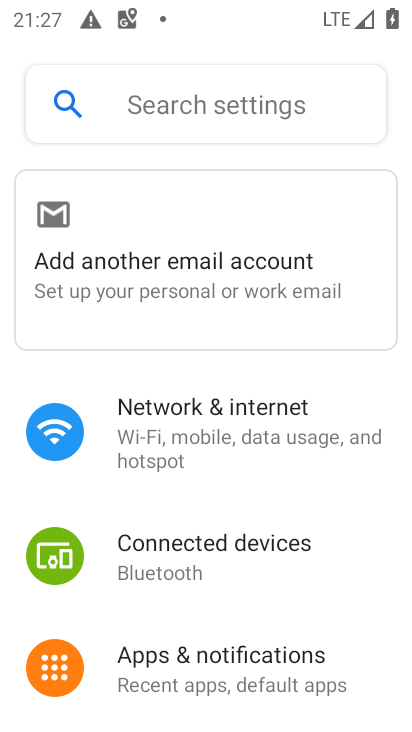 21:27
LTE
Search settings
Add another email account
Set up your personal or work email
Network & internet
Wi-Fi, mobile, data usage, and
hotspot
Connected devices
Bluetooth
Apps & notifications
Recent apps, default apps